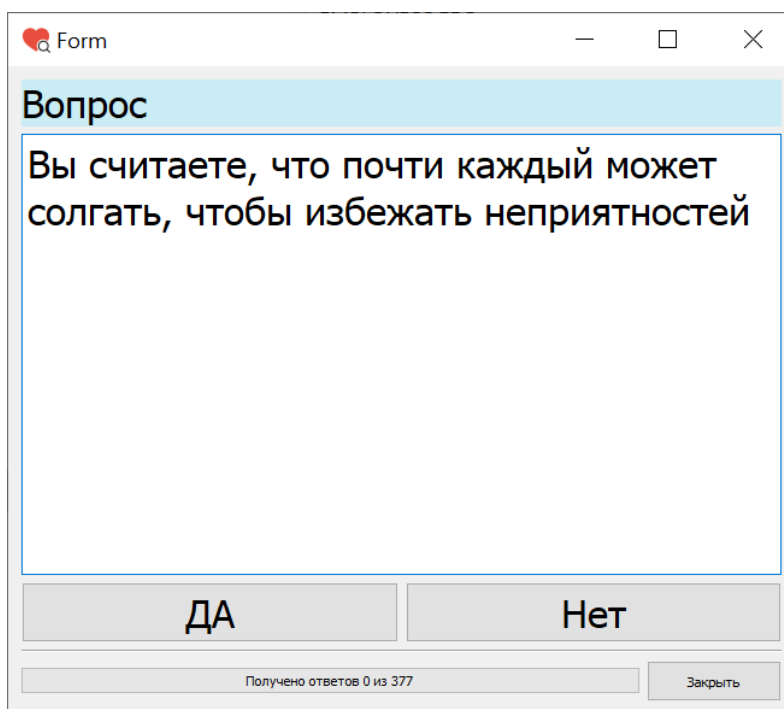 Form
Вопрос
Вы считаете, что почти каждый может
солгать, чтобы избежать неприятностей
ДА
Нет
Получено ответов 0 из 377
Закрыть